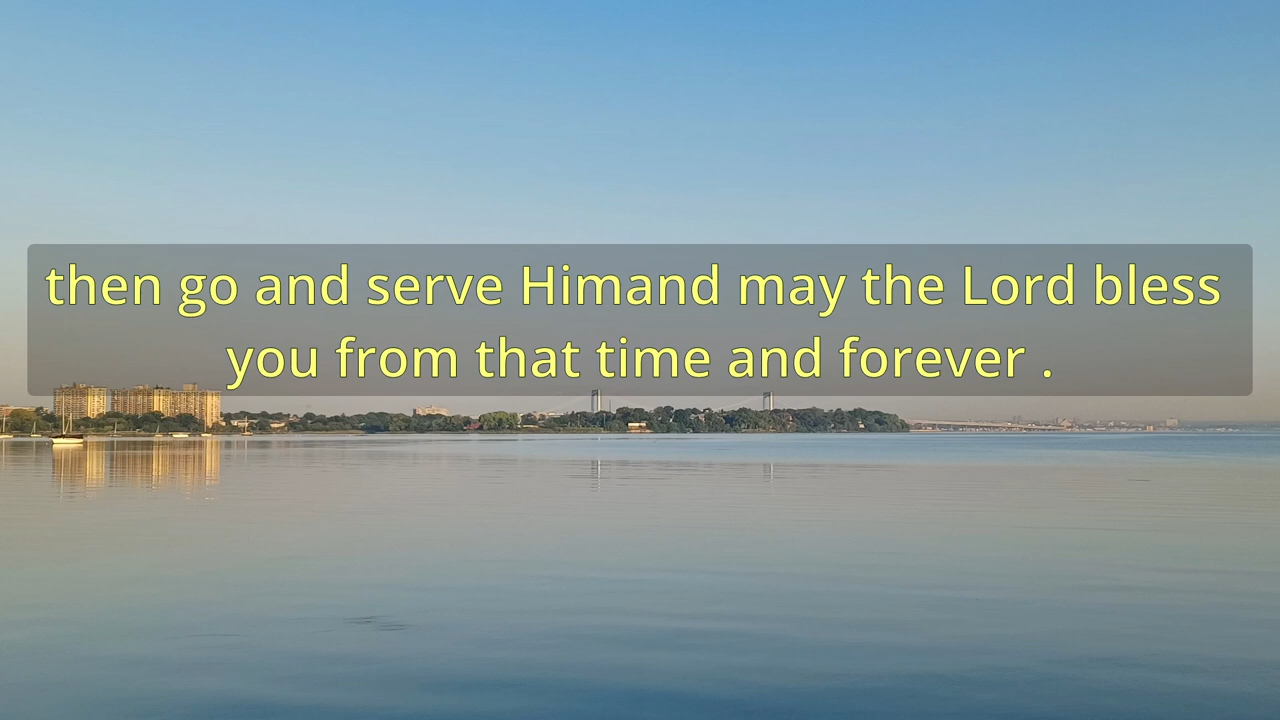 then go and serve Himand may the Lord bless
you from that time and forever .